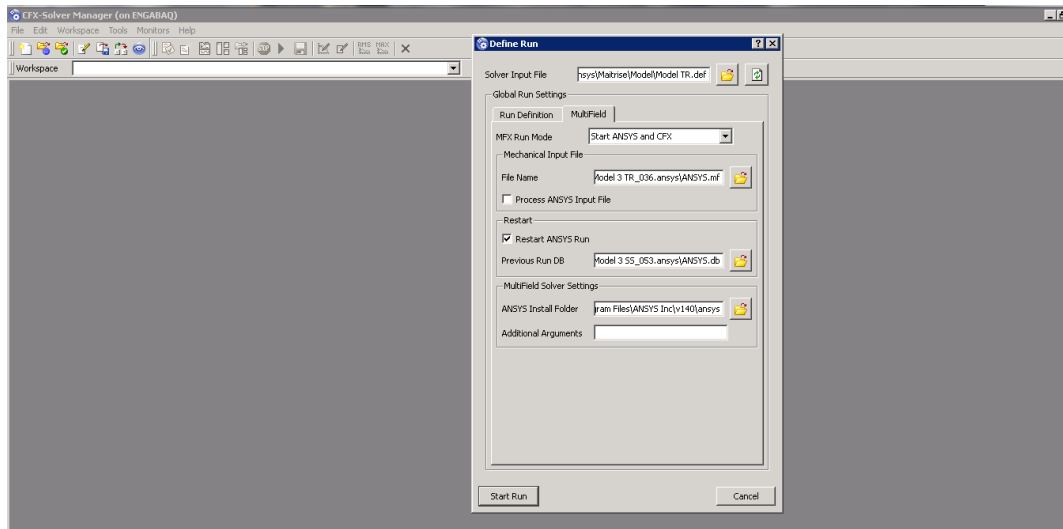 CFX-Solver Manager (on ENGABAQ)
File Edit Workspace Tools Monitors Help
RMS MAX
Workspace
Define Run
Solver Input File nsys\Maitrise\Model\Model TR.def
Global Run Settings
Run Definition MultiField
MFX Run Mode Start ANSYS and CFX
Mechanical Input File
File Name Model 3 TR_036.ansys\ANSYS.mf
Process ANSYS Input File
Restart
Restart ANSYS Run
Previous Run DB Model 3 SS_053.ansys\ANSYS.db
MultiField Solver Settings
ANSYS Install Folder gram Files\ANSYS Inc\v140\ansys
Additional Arguments
Start Run Cancel